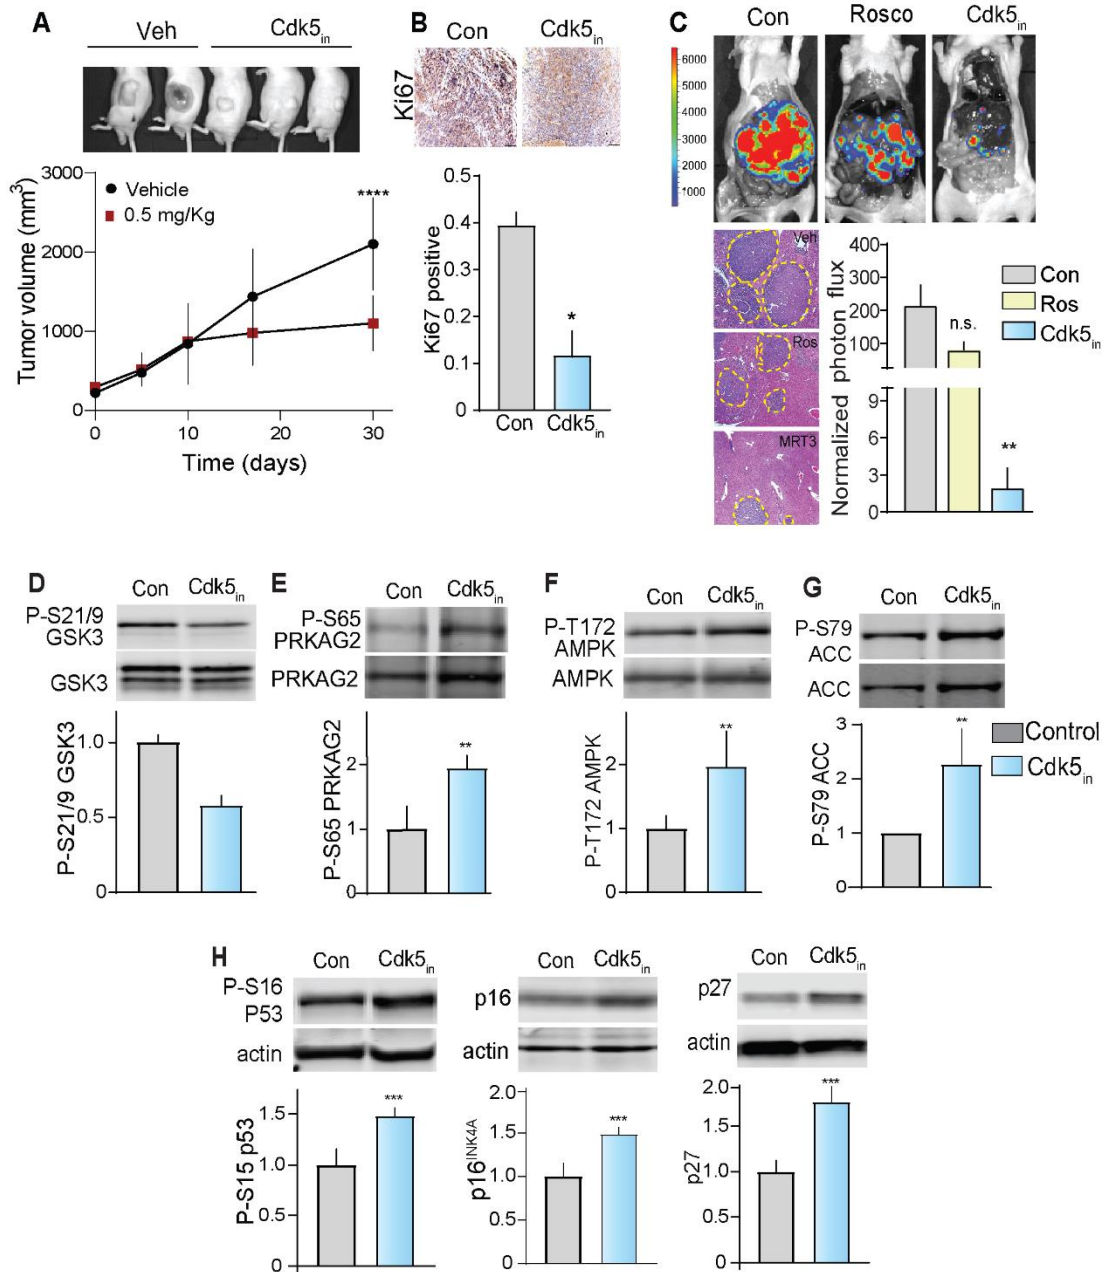 A
Veh
Cdk5in
3000
2000
1000
0
Tumor volume (mm3)
Vehicle
0.5 mg/Kg
****
0
10
20
30
Time (days)
B
Con
Cdk5in
Ki67
0.4
0.3
0.2
0.1
0
Ki67 positive
*
Con
Cdk5in
C
Con
Rosco
Cdk5in
6000
5000
4000
3000
2000
1000
Veh
Ros
MRT3
Normalized photon flux
400
300
200
100
9
6
3
0
n.s.
**
Con
Ros
Cdk5in
D
Con
Cdk5in
P-S21/9
GSK3
GSK3
P-S21/9 GSK3
1.0
0.5
0
E
Con
Cdk5in
P-S65
PRKAG2
PRKAG2
P-S65 PRKAG2
2
1
0
**
F
Con
Cdk5in
P-T172
AMPK
AMPK
P-T172 AMPK
2
1
0
**
G
Con
Cdk5in
P-S79
ACC
ACC
P-S79 ACC
3
2
1
0
**
Control
Cdk5in
H
Con
Cdk5in
P-S16
P53
actin
P-S15 p53
1.5
1.0
0.5
0
***
Con
Cdk5in
p16
actin
p16INK4A
2.0
1.5
1.0
0.5
0
***
Con
Cdk5in
p27
actin
p27
2.0
1.5
1.0
0.5
0
***